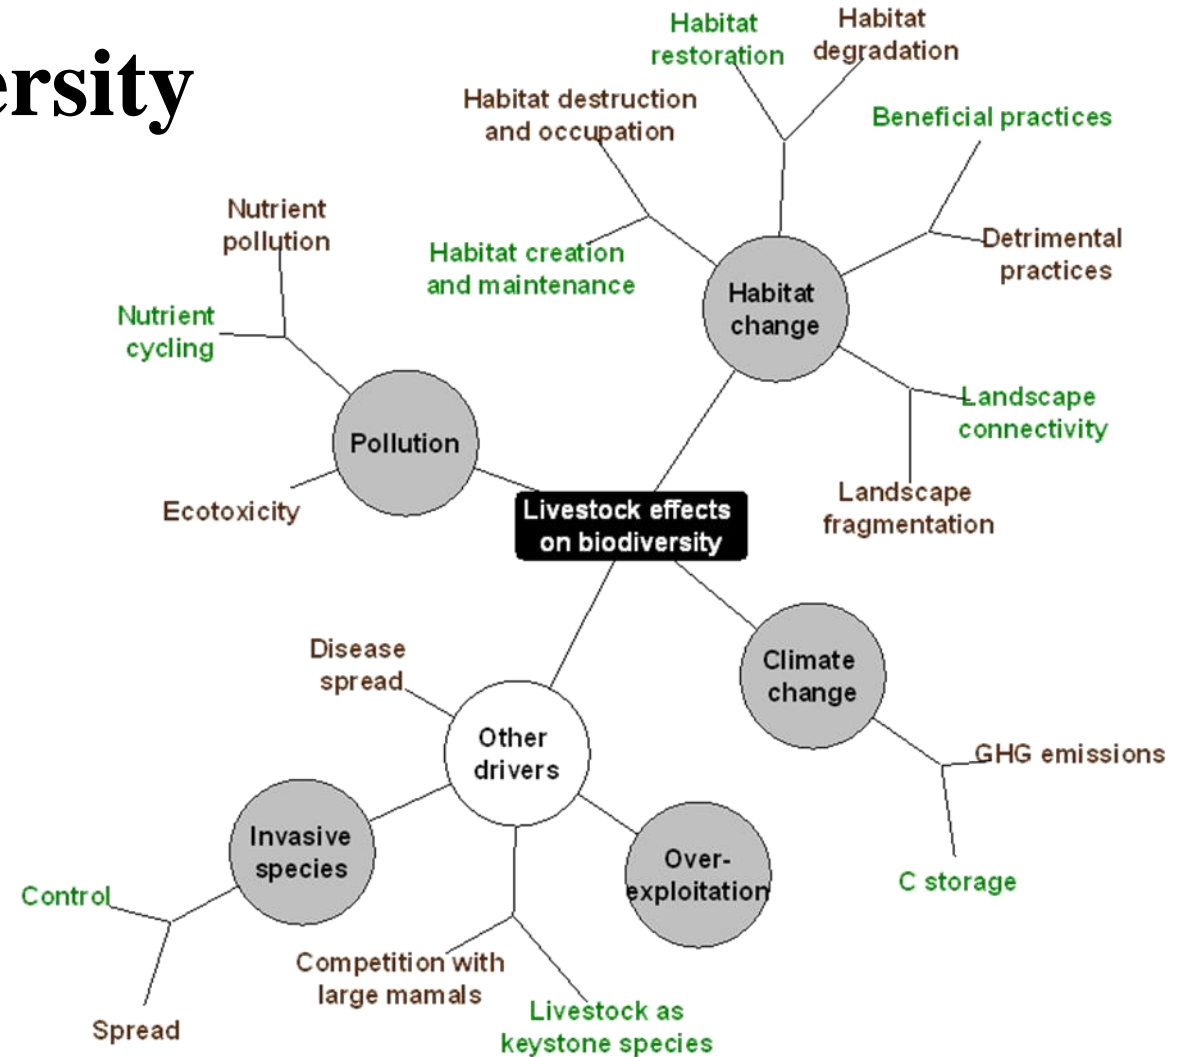 ersity
Habitat
restoration
Habitat
degradation
Habitat destruction
and occupation
Beneficial practices
Habitat creation
and maintenance
Detrimental
practices
Habitat
change
Landscape
connectivity
Landscape
fragmentation
Nutrient
pollution
Nutrient
cycling
Pollution
Ecotoxicity
Livestock effects
on biodiversity
Climate
change
GHG emissions
C storage
Disease
spread
Other
drivers
Invasive
species
Control
Spread
Over-
exploitation
Competition with
large mamals
Livestock as
keystone species